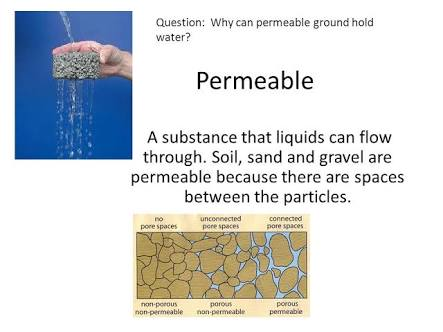 Question:  Why can permeable ground hold
water?
Permeable
A substance that liquids can flow
through. Soil, sand and gravel are
permeable because there are spaces
between the particles.
no
pore spaces
unconnected
pore spaces
connected
pore spaces
non-porous
non-permeable
porous
non-permeable
porous
permeable